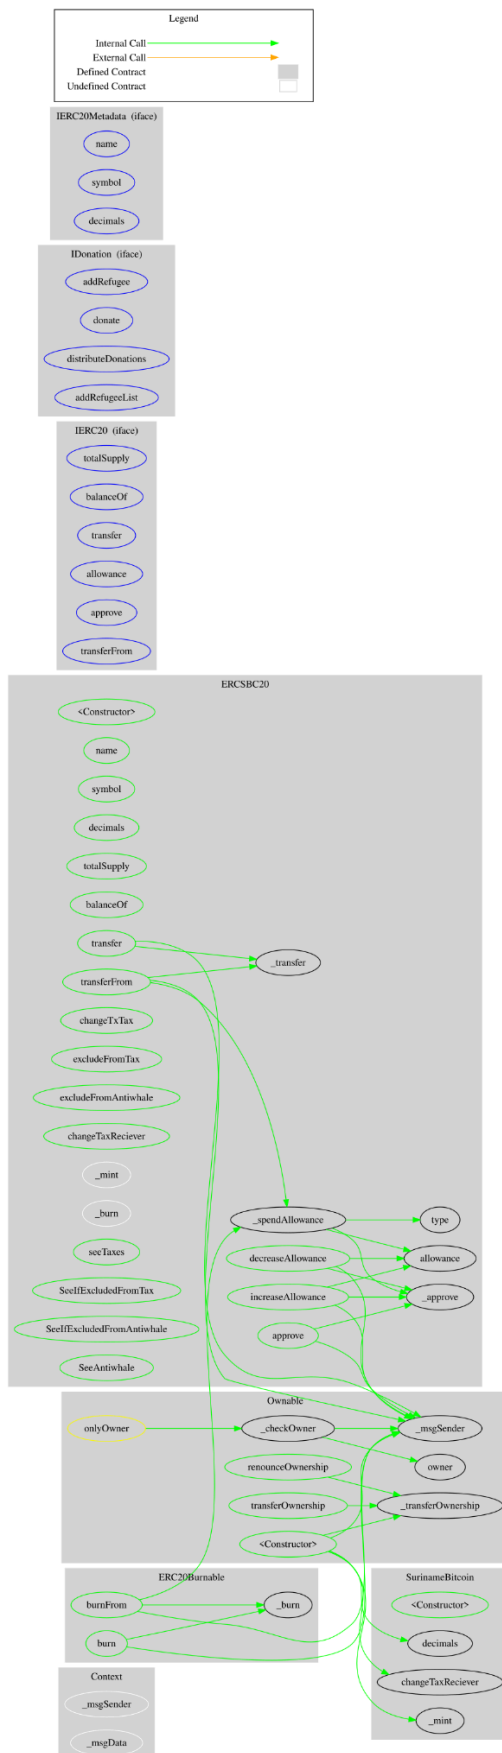 Legend
Internal Call
External Call
Defined Contract
Undefined Contract
IERC20Metadata (iface)
name
symbol
decimals
IDonation (iface)
addRefugee
donate
distributeDonations
addRefugeeList
IERC20 (iface)
totalSupply
balanceOf
transfer
allowance
approve
transferFrom
ERCSBC20
<Constructor>
name
symbol
decimals
totalSupply
balanceOf
transfer
_transfer
transferFrom
changeTxTax
excludeFromTax
excludeFromAntiwhale
changeTaxReciever
_mint
_burn
_spendAllowance
type
seeTaxes
decreaseAllowance
allowance
SeeIfExcludedFromTax
increaseAllowance
_approve
SeeIfExcludedFromAntiwhale
approve
SeeAntiwhale
Ownable
onlyOwner
_checkOwner
_msgSender
renounceOwnership
owner
transferOwnership
_transferOwnership
<Constructor>
ERC20Burnable
SurinameBitcoin
burnFrom
_burn
<Constructor>
burn
decimals
Context
changeTaxReciever
_msgSender
_mint
_msgData